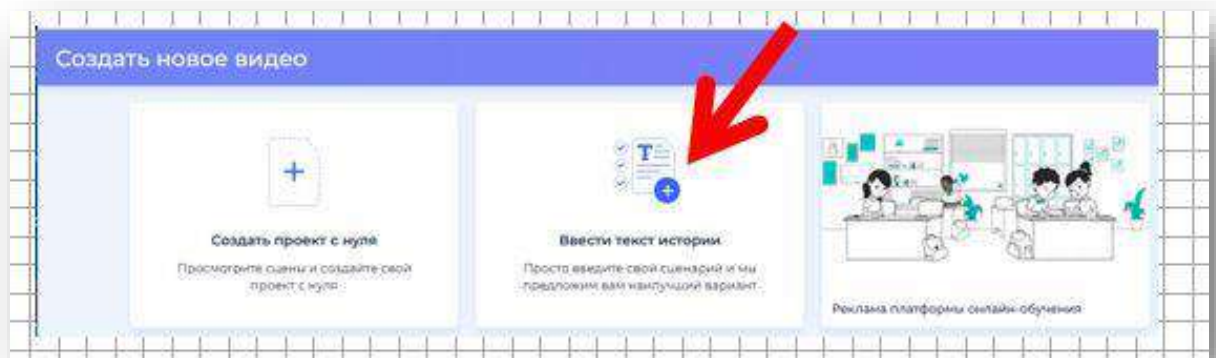 Создать новое видео
Создать проект с нуля
Просмотрите сцены и создайте свой
проект с нуля
Ввести текст истории
Просто введите свой сценарий и мы
предложим вам наилучший вариант
Реклама платформы онлайн-обучения